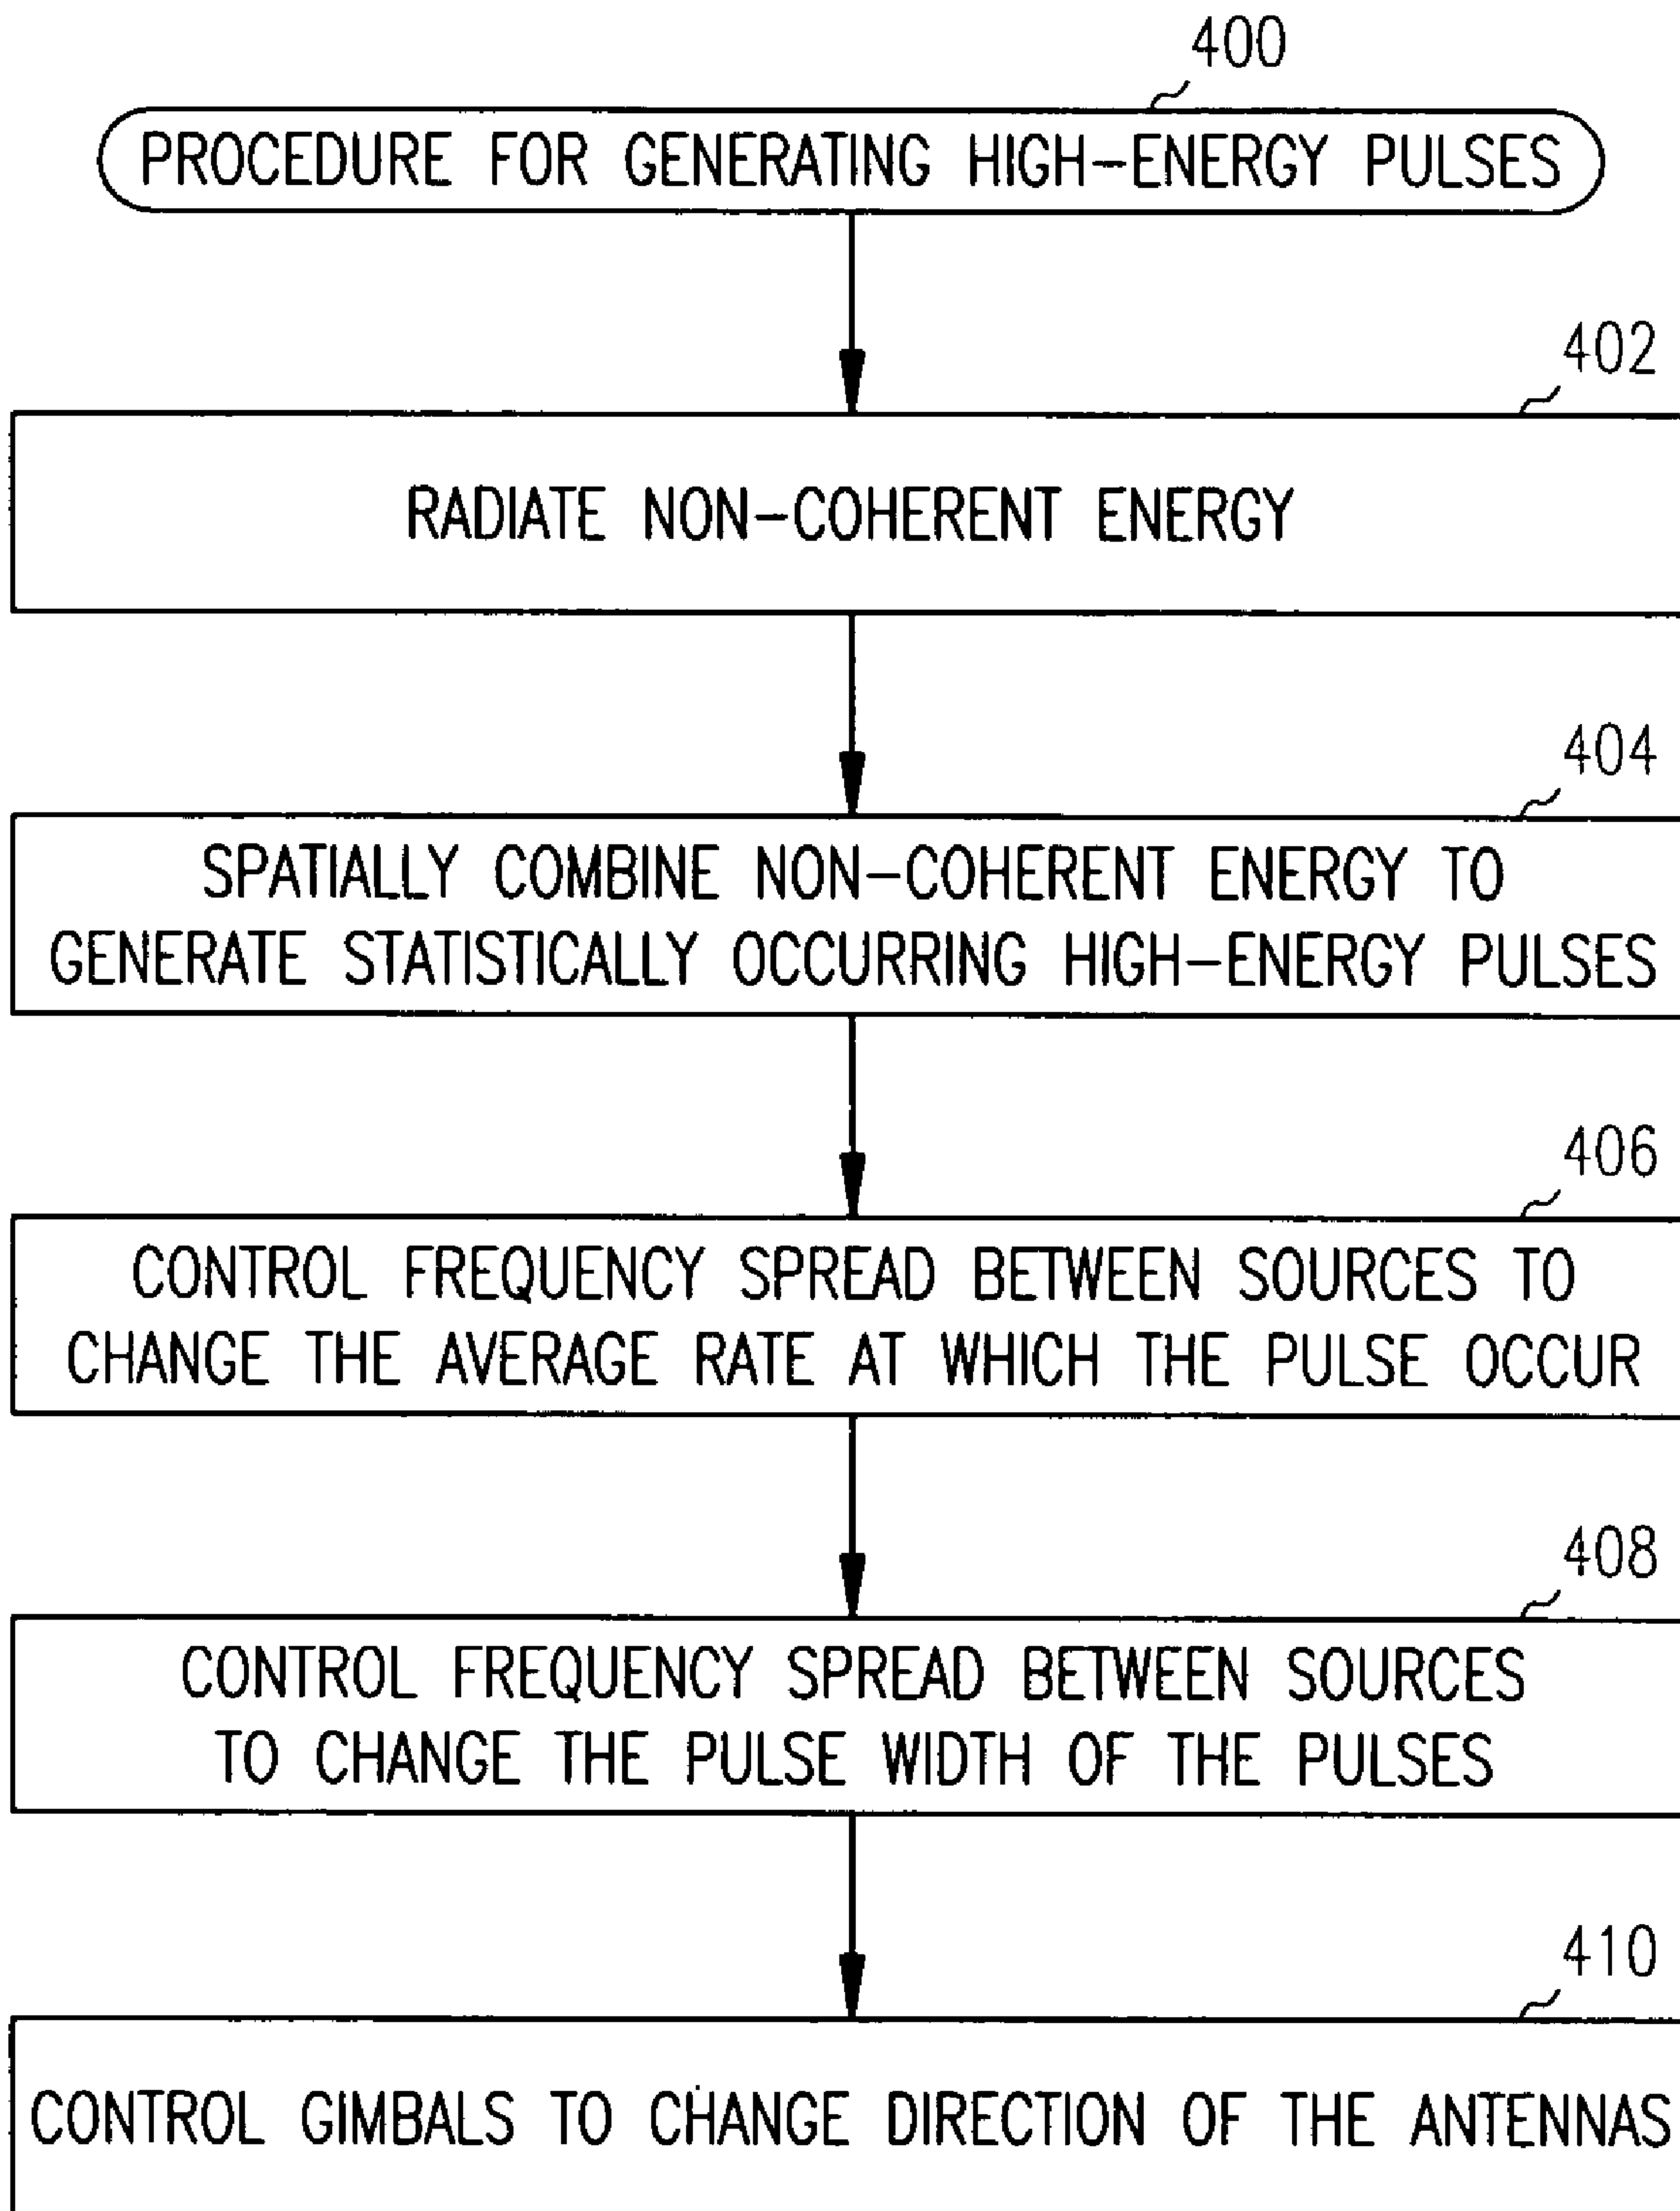 400
PROCEDURE FOR GENERATING HIGH-ENERGY PULSES
402
RADIATE NON-COHERENT ENERGY
404
SPATIALLY COMBINE NON-COHERENT ENERGY TO
GENERATE STATISTICALLY OCCURRING HIGH-ENERGY PULSES
406
CONTROL FREQUENCY SPREAD BETWEEN SOURCES TO
CHANGE THE AVERAGE RATE AT WHICH THE PULSE OCCUR
408
CONTROL FREQUENCY SPREAD BETWEEN SOURCES
TO CHANGE THE PULSE WIDTH OF THE PULSES
410
CONTROL GIMBALS TO CHANGE DIRECTION OF THE ANTENNAS